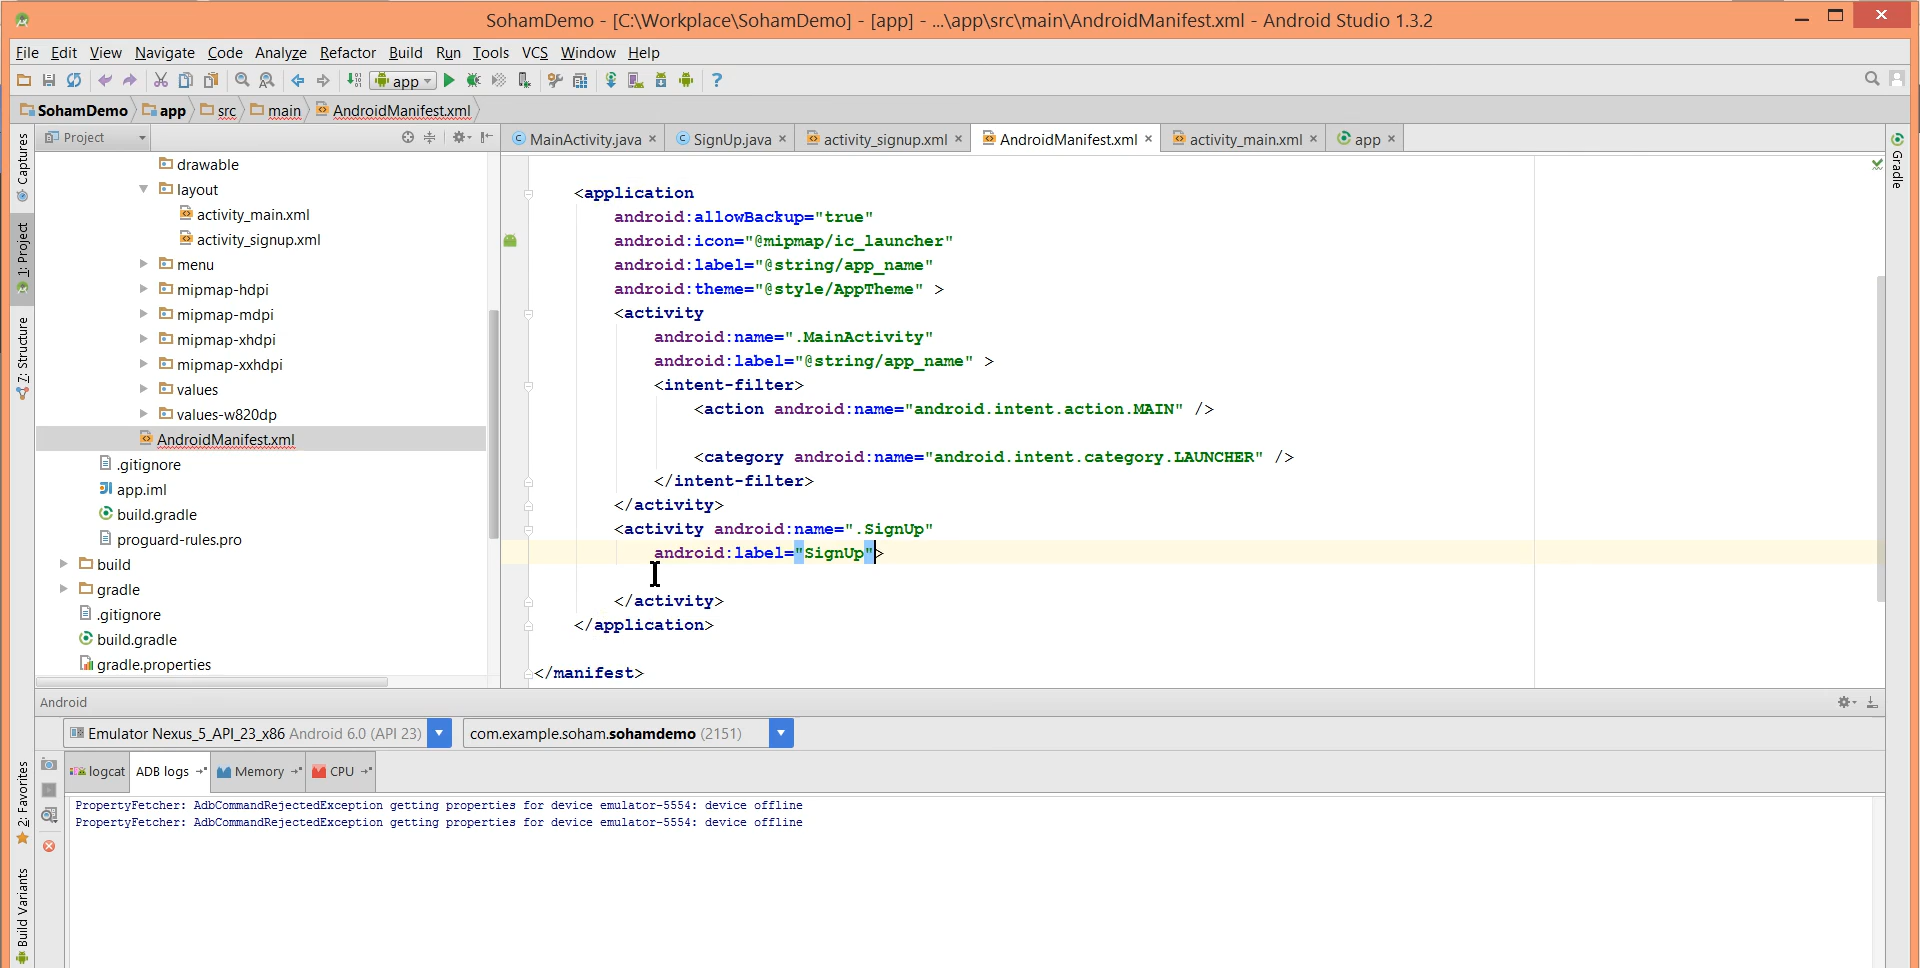 SohamDemo - [C:\Workplace\SohamDemo] - [app] - ...\app\src\main\AndroidManifest.xml - Android Studio 1.3.2
File Edit View Navigate Code Analyze Refactor Build Run Tools VCS Window Help
app
SohamDemo app src main AndroidManifest.xml
Project
MainActivity.java SignUp.java activity_signup.xml AndroidManifest.xml activity_main.xml app
Captures
1: Project
7: Structure
2: Favorites
Build Variants
Gradle
drawable
layout
activity_main.xml
activity_signup.xml
menu
mipmap-hdpi
mipmap-mdpi
mipmap-xhdpi
mipmap-xxhdpi
values
values-w820dp
AndroidManifest.xml
.gitignore
app.iml
build.gradle
proguard-rules.pro
build
gradle
.gitignore
build.gradle
gradle.properties
<application
android:allowBackup="true"
android:icon="@mipmap/ic_launcher"
android:label="@string/app_name"
android:theme="@style/AppTheme" >
<activity
android:name=".MainActivity"
android:label="@string/app_name" >
<intent-filter>
<action android:name="android.intent.action.MAIN" />
<category android:name="android.intent.category.LAUNCHER" />
</intent-filter>
</activity>
<activity android:name=".SignUp"
android:label="SignUp">
</activity>
</application>
</manifest>
Android
Emulator Nexus_5_API_23_x86 Android 6.0 (API 23) com.example.soham.sohamdemo (2151)
logcat ADB logs Memory CPU
PropertyFetcher: AdbCommandRejectedException getting properties for device emulator-5554: device offline
PropertyFetcher: AdbCommandRejectedException getting properties for device emulator-5554: device offline